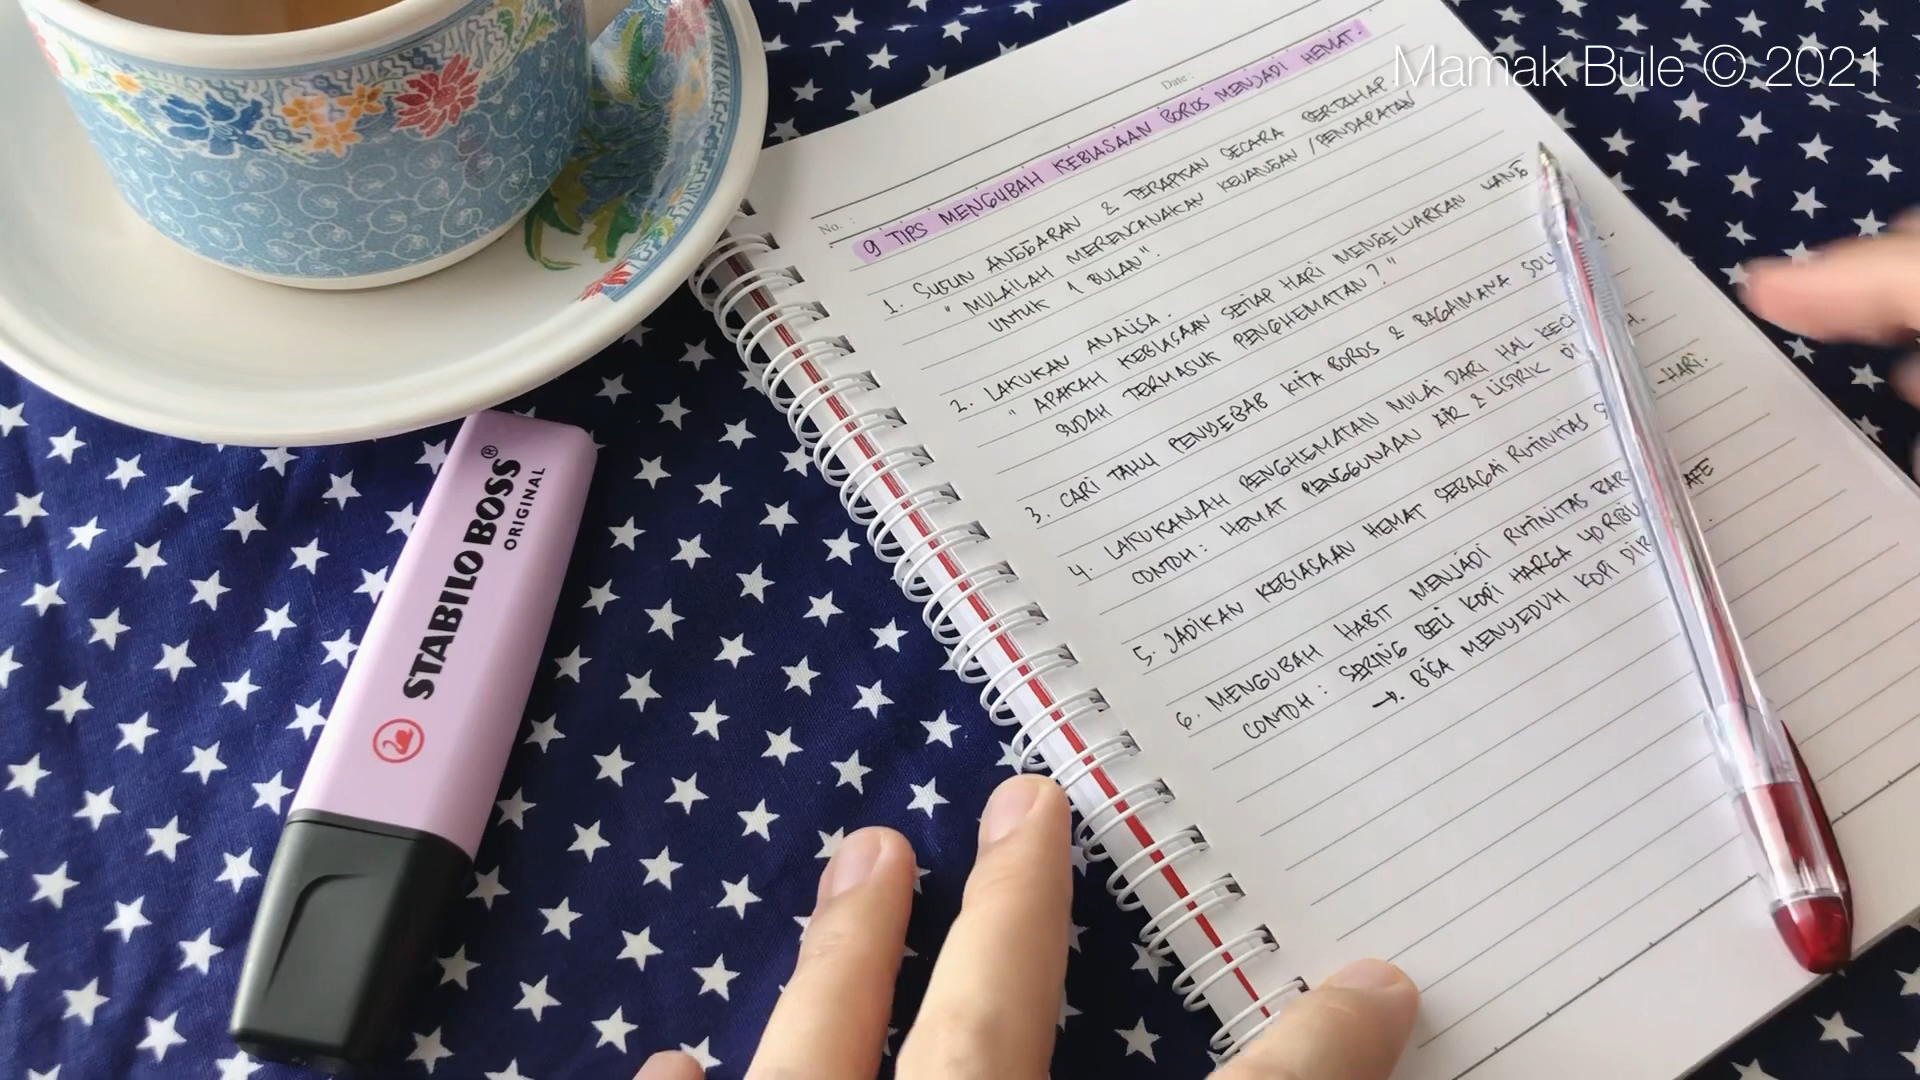 Mamak Bule © 2021
No. :
Date :
9 TIPS MENGUBAH KEBIASAAN BOROS MENJADI HEMAT.
1. SUSUN ANGGARAN & TERAPKAN SECARA BERTAHAP
" MULAILAH MERENCANAKAN KEUANGAN / PENDAPATAN
UNTUK 1 BULAN".
2. LAKUKAN ANALISA.
" APAKAH KEBIASAAN SETIAP HARI MENGELUARKAN UANG
SUDAH TERMASUK PENGHEMATAN ? "
3. CARI TAHU PENYEBAB KITA BOROS & BAGAIMANA
4. LAKUKANLAH PENGHEMATAN MULAI DARI HAL
CONTOH : HEMAT PENGGUNAAN AIR & LISTRIK
5. JADIKAN KEBIASAAN HEMAT SEBAGAI RUTINITAS -HARI.
6. MENGUBAH HABIT MENJADI RUTINITAS
CONTOH : SERING BELI KOPI HARGA 40 RIBU
→ BISA MENYEDUH KOPI
STABILO BOSS®
ORIGINAL